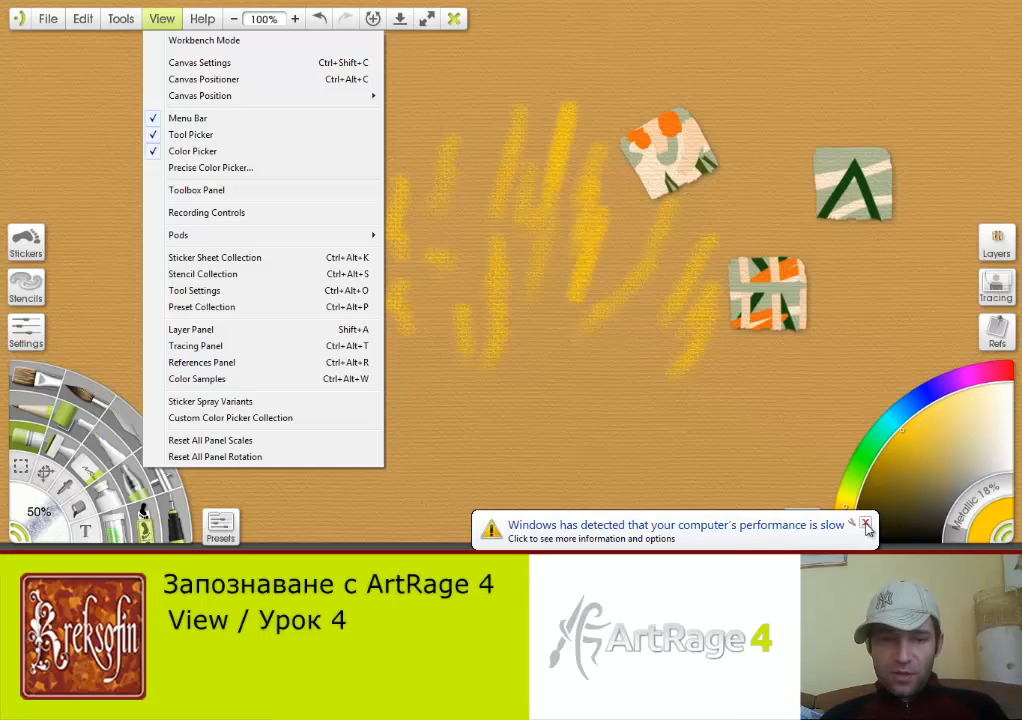 File Edit Tools View Help − 100% +
Workbench Mode
Canvas Settings Ctrl+Shift+C
Canvas Positioner Ctrl+Alt+C
Canvas Position
Menu Bar
Tool Picker
Color Picker
Precise Color Picker...
Toolbox Panel
Recording Controls
Pods
Sticker Sheet Collection Ctrl+Alt+K
Stencil Collection Ctrl+Alt+S
Tool Settings Ctrl+Alt+O
Preset Collection Ctrl+Alt+P
Layer Panel Shift+A
Tracing Panel Ctrl+Alt+T
References Panel Ctrl+Alt+R
Color Samples Ctrl+Alt+W
Sticker Spray Variants
Custom Color Picker Collection
Reset All Panel Scales
Reset All Panel Rotation
Stickers
Stencils
Settings
50%
T
Presets
Layers
Tracing
Refs
Metallic 18%
Windows has detected that your computer's performance is slow
Click to see more information and options
Kreksofin
Запознаване с ArtRage 4
View / Урок 4
ArtRage 4